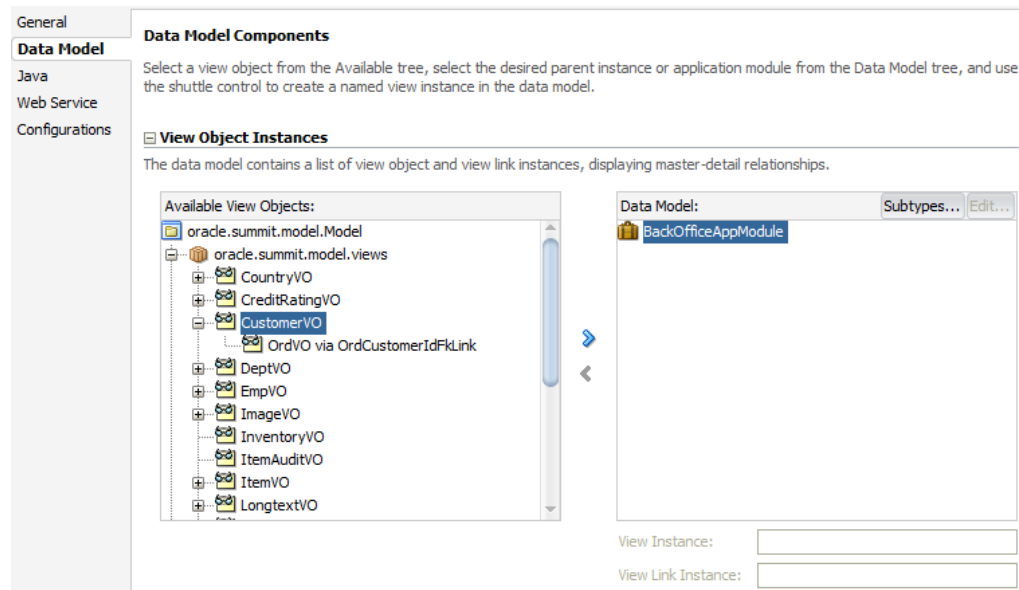 General
Data Model
Java
Web Service
Configurations
Data Model Components
Select a view object from the Available tree, select the desired parent instance or application module from the Data Model tree, and use
the shuttle control to create a named view instance in the data model.
View Object Instances
The data model contains a list of view object and view link instances, displaying master-detail relationships.
Available View Objects:
oracle.summit.model.Model
oracle.summit.model.views
CountryVO
CreditRatingVO
CustomerVO
OrdVO via OrdCustomerIdFkLink
DeptVO
EmpVO
ImageVO
InventoryVO
ItemAuditVO
ItemVO
LongtextVO
Data Model: Subtypes... Edit...
BackOfficeAppModule
View Instance:
View Link Instance: